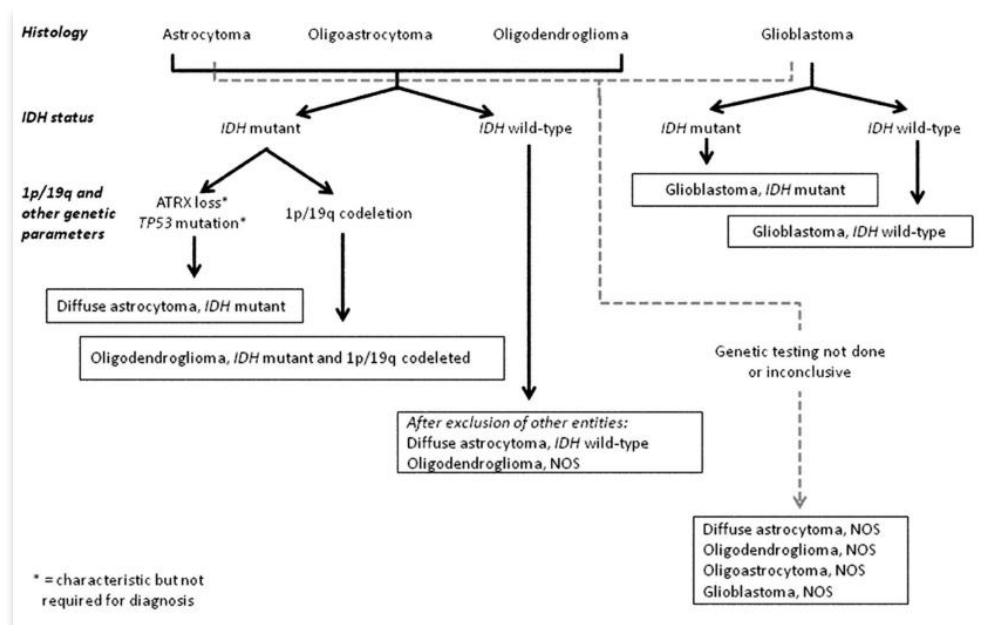 Histology
Astrocytoma
Oligoastrocytoma
Oligodendroglioma
Glioblastoma
IDH status
IDH mutant
IDH wild-type
IDH mutant
IDH wild-type
1p/19q and
other genetic
parameters
ATRX loss*
TP53 mutation*
1p/19q codeletion
Glioblastoma, IDH mutant
Glioblastoma, IDH wild-type
Diffuse astrocytoma, IDH mutant
Oligodendroglioma, IDH mutant and 1p/19q codeleted
Genetic testing not done
or inconclusive
After exclusion of other entities:
Diffuse astrocytoma, IDH wild-type
Oligodendroglioma, NOS
Diffuse astrocytoma, NOS
Oligodendroglioma, NOS
Oligoastrocytoma, NOS
Glioblastoma, NOS
* = characteristic but not
required for diagnosis